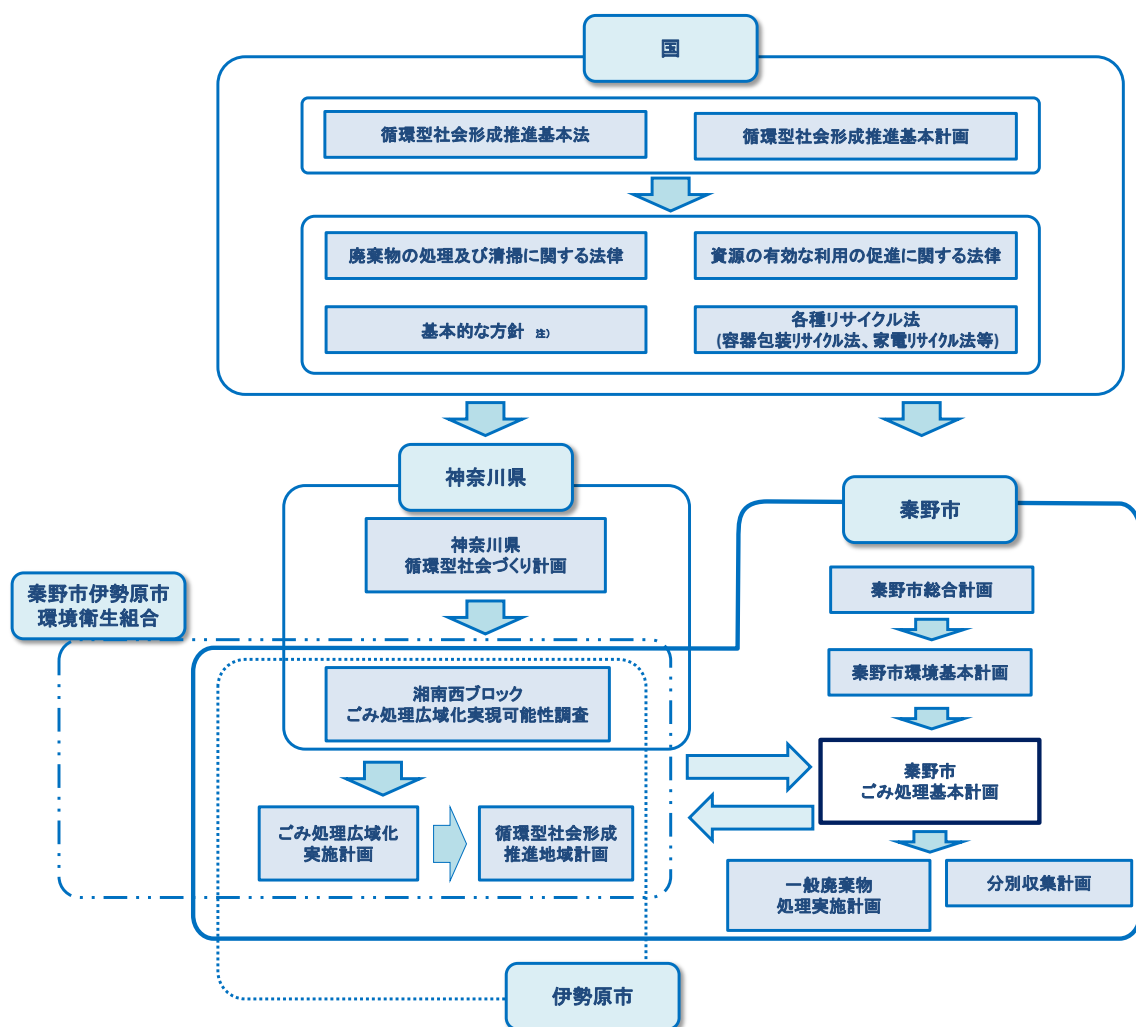 国
循環型社会形成推進基本法
循環型社会形成推進基本計画
廃棄物の処理及び清掃に関する法律
資源の有効な利用の促進に関する法律
基本的な方針 注)
各種リサイクル法
(容器包装リサイクル法、家電リサイクル法等)
神奈川県
秦野市
神奈川県
循環型社会づくり計画
秦野市伊勢原市
環境衛生組合
秦野市総合計画
秦野市環境基本計画
湘南西ブロック
ごみ処理広域化実現可能性調査
秦野市
ごみ処理基本計画
ごみ処理広域化
実施計画
循環型社会形成
推進地域計画
一般廃棄物
処理実施計画
分別収集計画
伊勢原市